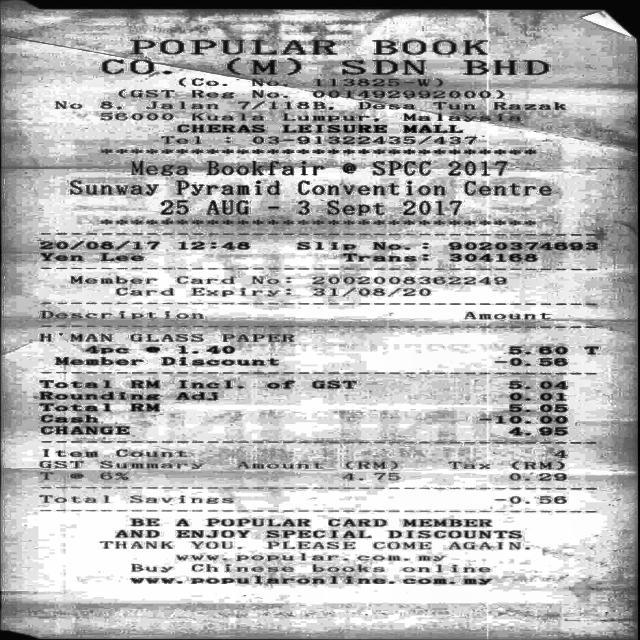 POPULAR BOOK
CO. (M) SDN BHD
(Co. No. 113825-W)
(GST Reg No. 001492992000)
No 8, Jalan 7/118B, Desa Tun Razak
56000 Kuala Lumpur, Malaysia
CHERAS LEISURE MALL
Tel : 03-91322435/437
****************************************
Mega Bookfair @ SPCC 2017
Sunway Pyramid Convention Centre
25 AUG - 3 Sept 2017
****************************************
20/08/17 12:48 Slip No.: 9020374693
Yen Lee Trans: 304168
Member Card No: 2002008362249
Card Expiry: 31/08/20
Description Amount
H'MAN GLASS PAPER
4pc @ 1.40 5.60 T
Member Discount -0.56
Total RM Incl. of GST 5.04
Rounding Adj 0.01
Total RM 5.05
Cash -10.00
CHANGE 4.95
Item Count 4
GST Summary Amount (RM) Tax (RM)
T @ 6% 4.75 0.29
Total Savings -0.56
BE A POPULAR CARD MEMBER
AND ENJOY SPECIAL DISCOUNTS
THANK YOU. PLEASE COME AGAIN.
www.popular.com.my
Buy Chinese books online
www.popularonline.com.my